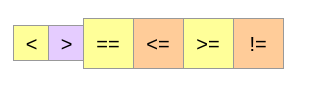 < > == <= >= !=